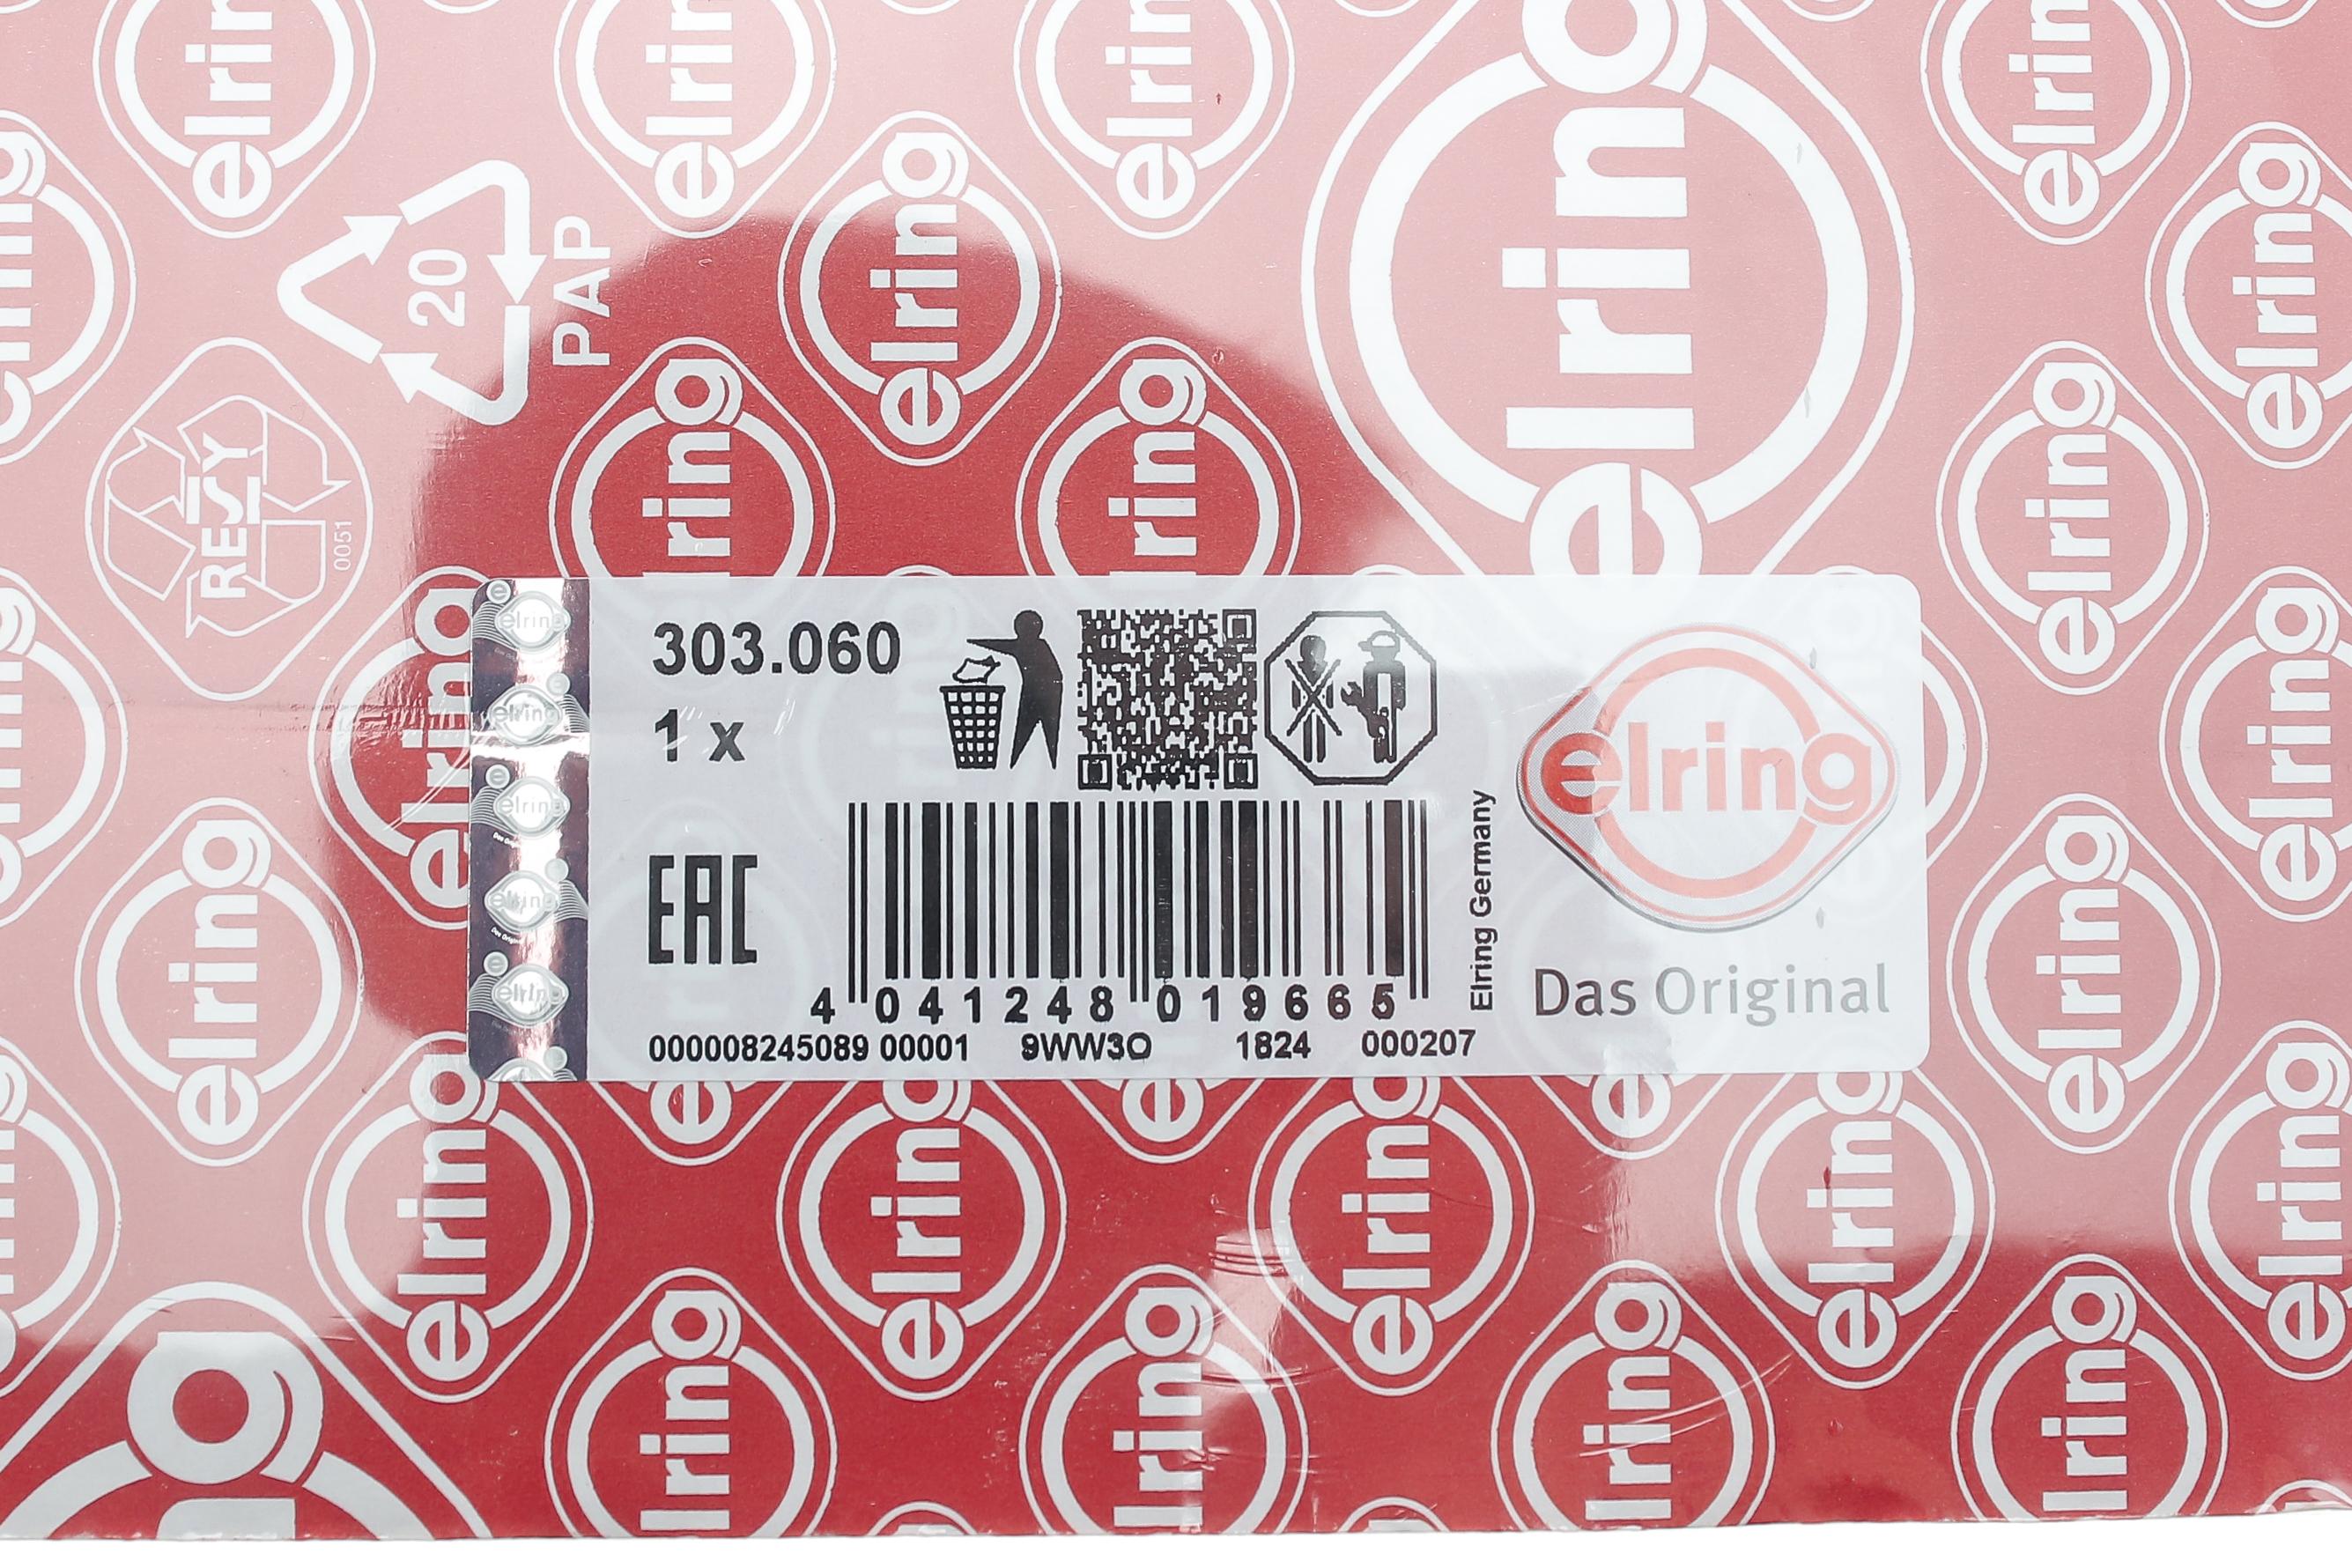 303.060
1 x
EAC
4 041248 019665
000008245089 00001 9WW3O 1824 000207
Elring Germany
elring
Das Original
20
PAP
RESY
0051
elring